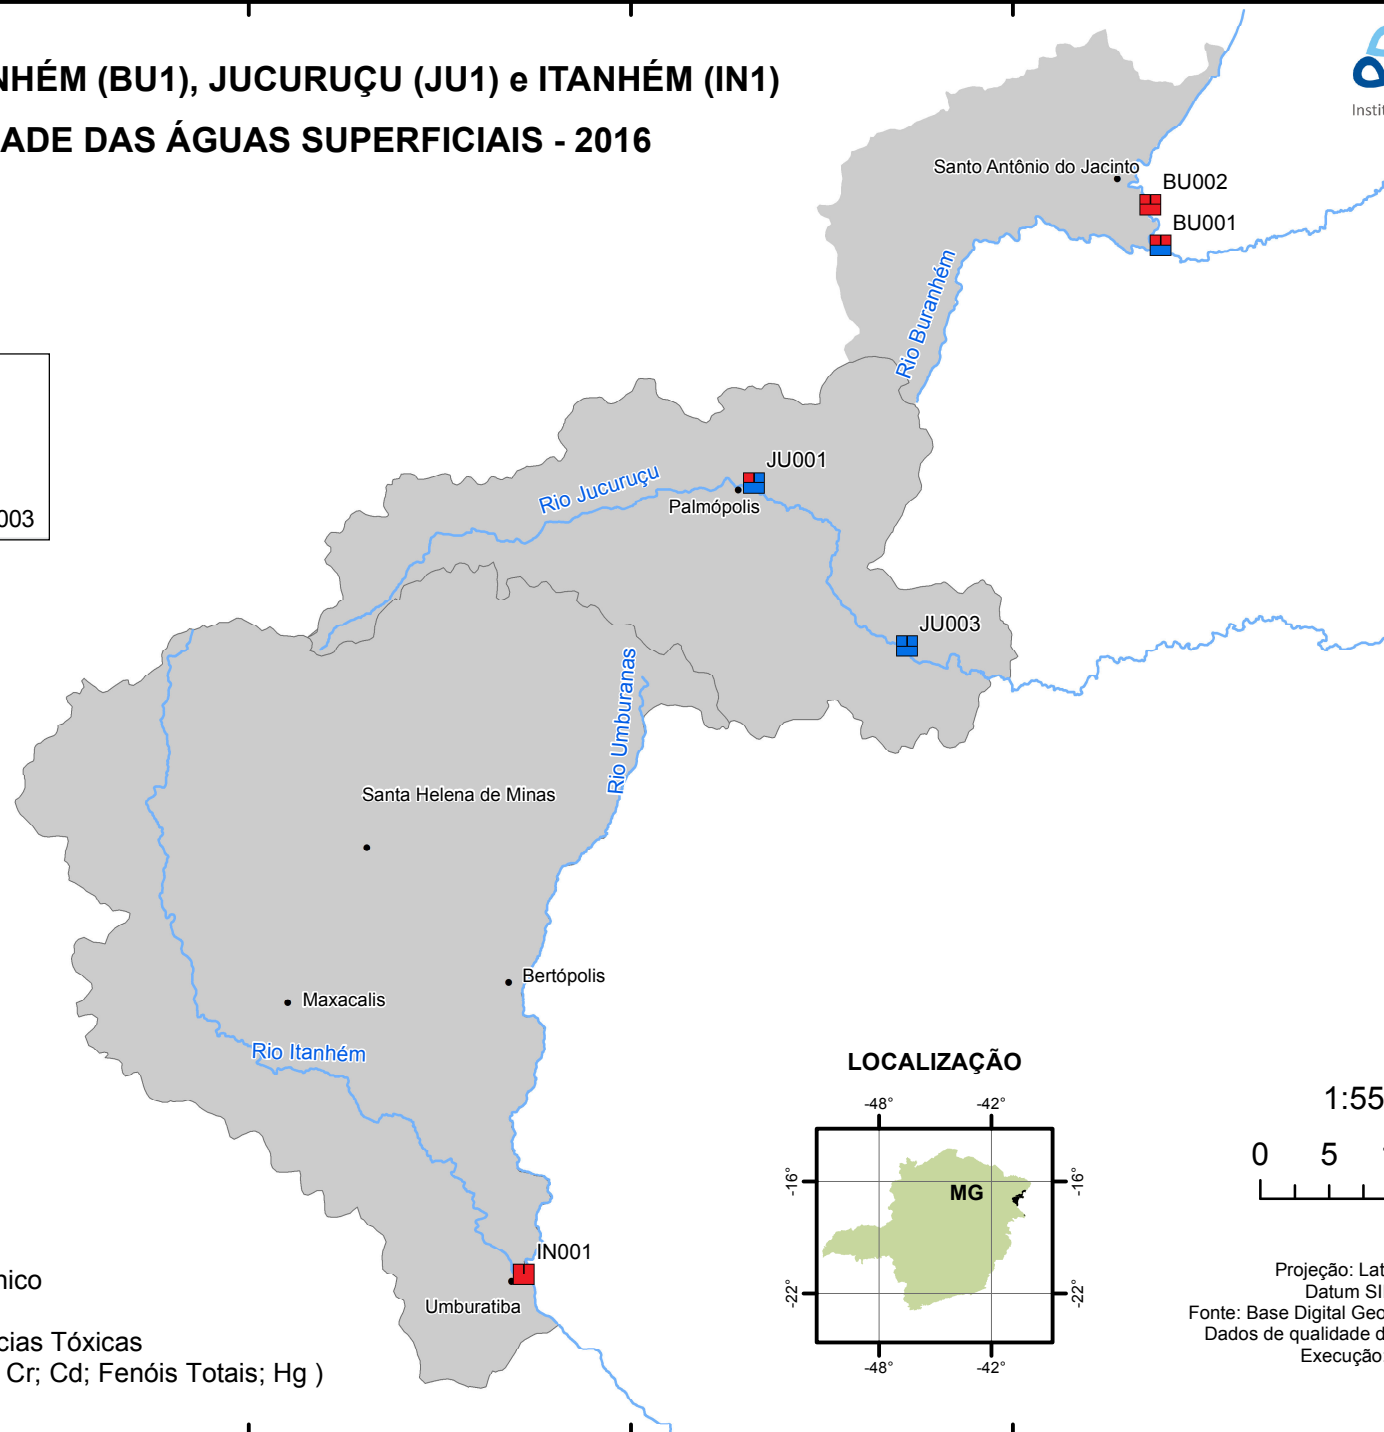 NHÉM (BU1), JUCURUÇU (JU1) e ITANHÉM (IN1)
ADE DAS ÁGUAS SUPERFICIAIS - 2016
Instit
Santo Antônio do Jacinto
BU002
BU001
Rio Buranhém
003
JU001
Rio Jucuruçu
Palmópolis
JU003
Rio Umburanas
Santa Helena de Minas
Bertópolis
Maxacalis
Rio Itanhém
IN001
Umburatiba
nico
cias Tóxicas
Cr; Cd; Fenóis Totais; Hg )
LOCALIZAÇÃO
-48° -42°
-16° -16°
MG
-22° -22°
-48° -42°
1:55
0 5
Projeção: Lat
Datum SI
Fonte: Base Digital Geo
Dados de qualidade d
Execução: